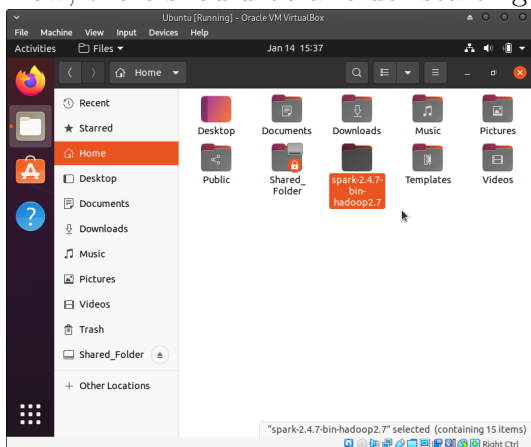 Ubuntu [Running] - Oracle VM VirtualBox
File Machine View Input Devices Help
Activities Files Jan 14 15:37
Home
Recent
Starred
Home
Desktop
Documents
Downloads
Music
Pictures
Videos
Trash
Shared_Folder
Other Locations
Desktop Documents Downloads Music Pictures
Public Shared_ spark-2.4.7- Templates Videos
Folder bin-
hadoop2.7
"spark-2.4.7-bin-hadoop2.7" selected (containing 15 items)
Right Ctrl